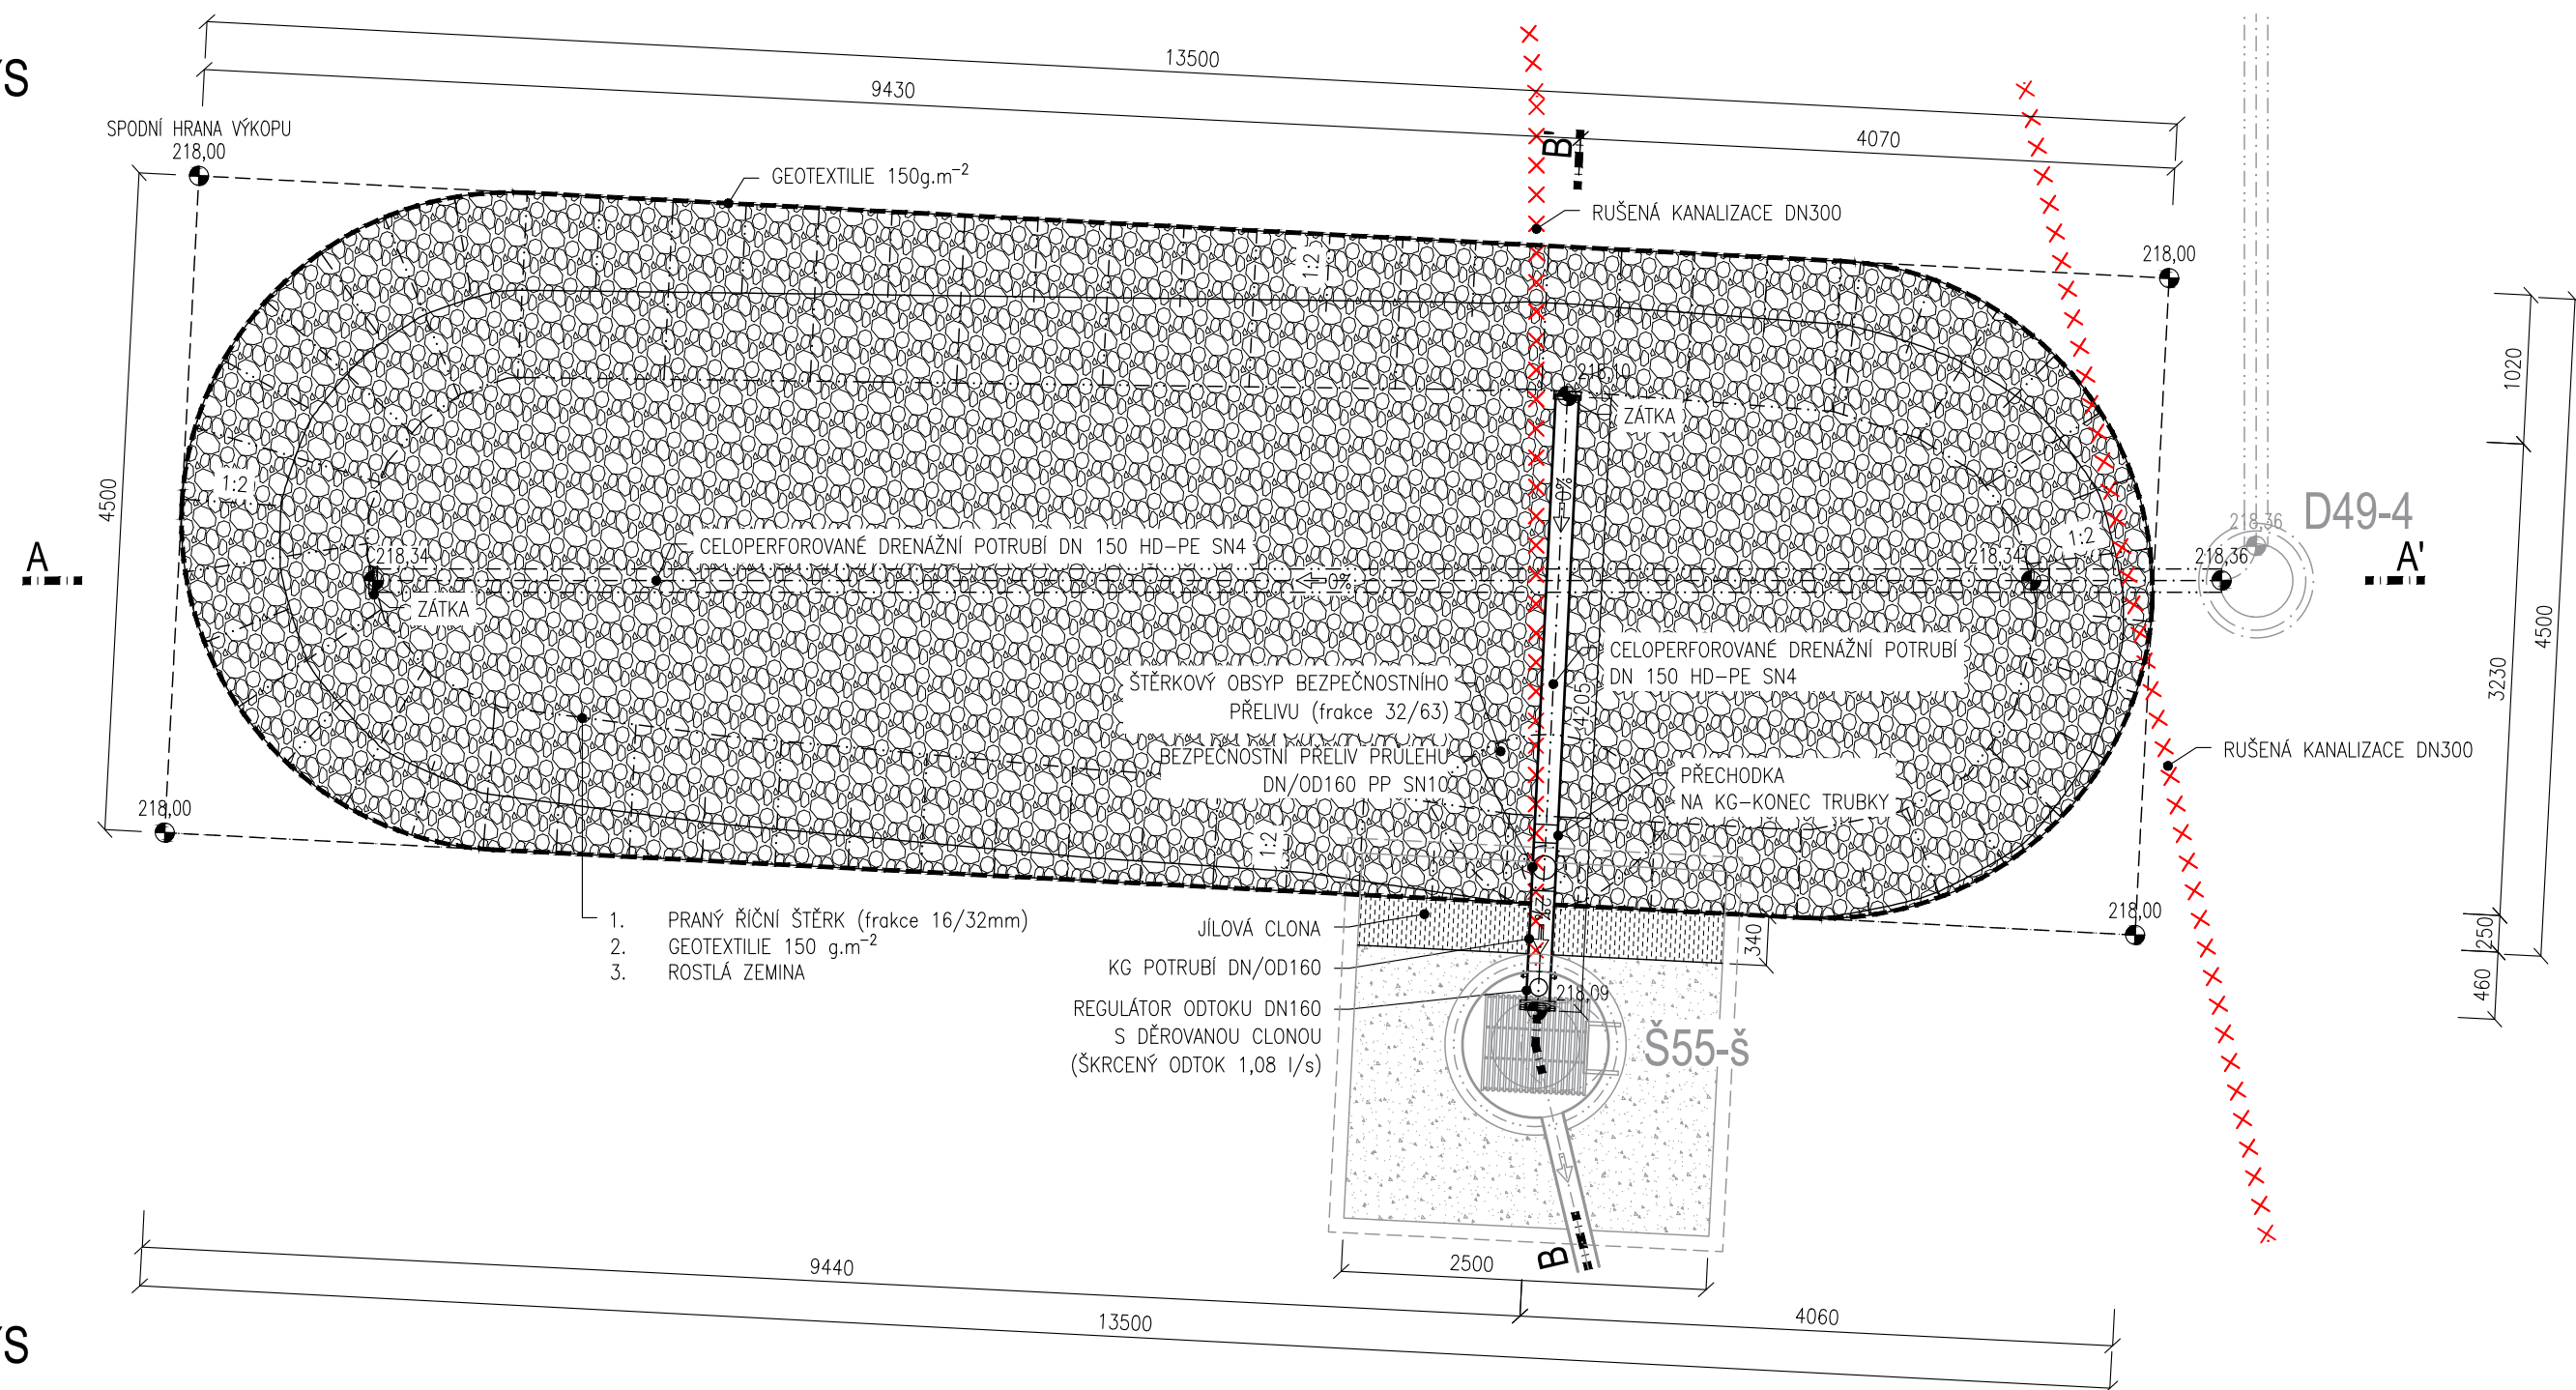 YS
13500
9430
4070
SPODNÍ HRANA VÝKOPU
218,00
GEOTEXTILIE 150g.m⁻²
B'
RUŠENÁ KANALIZACE DN300
218,00
1:2
1020
218,10
ZÁTKA
4500
1:2
0%
D49-4
218,36
A
CELOPERFOROVANÉ DRENÁŽNÍ POTRUBÍ DN 150 HD-PE SN4
218,34
0%
218,34
1:2
218,36
A'
ZÁTKA
4500
3230
CELOPERFOROVANÉ DRENÁŽNÍ POTRUBÍ
DN 150 HD-PE SN4
ŠTĚRKOVÝ OBSYP BEZPEČNOSTNÍHO
PŘELIVU (frakce 32/63)
4205
BEZPEČNOSTNÍ PŘELIV PRŮLEHU
DN/OD160 PP SN10
PŘECHODKA
NA KG-KONEC TRUBKY
RUŠENÁ KANALIZACE DN300
218,00
1:2
218,00
1. PRANÝ ŘÍČNÍ ŠTĚRK (frakce 16/32mm)
2. GEOTEXTILIE 150 g.m⁻²
3. ROSTLÁ ZEMINA
JÍLOVÁ CLONA
340
250
KG POTRUBÍ DN/OD160
460
REGULÁTOR ODTOKU DN160
S DĚROVANOU CLONOU
(ŠKRCENÝ ODTOK 1,08 l/s)
218,09
Š55-š
B
2500
9440
13500
4060
YS